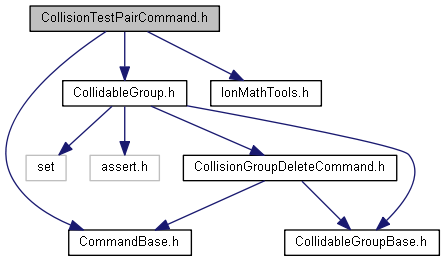 CollisionTestPairCommand.h
CollidableGroup.h
IonMathTools.h
set
assert.h
CollisionGroupDeleteCommand.h
CommandBase.h
CollidableGroupBase.h